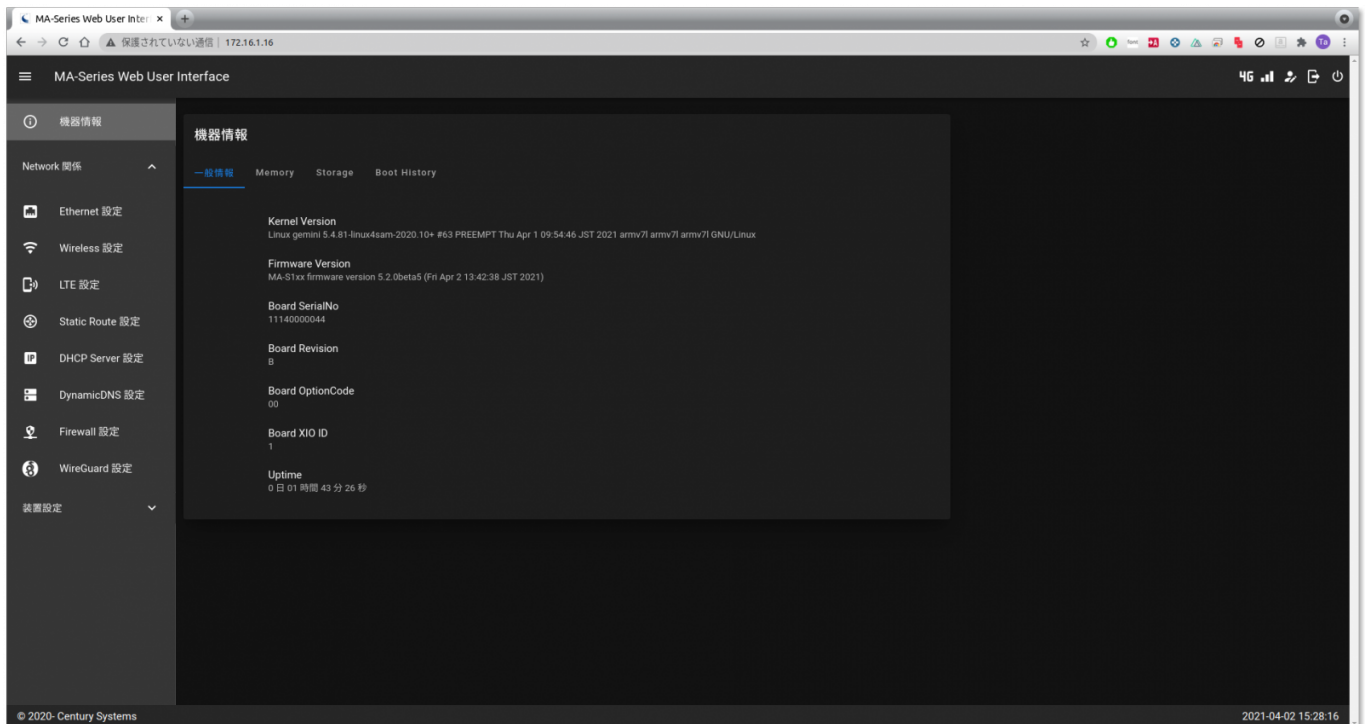 MA-Series Web User Inter
保護されていない通信 | 172.16.1.16
MA-Series Web User Interface
4G
機器情報
Network 関係
Ethernet 設定
Wireless 設定
LTE 設定
Static Route 設定
IP
DHCP Server 設定
DynamicDNS 設定
Firewall 設定
WireGuard 設定
装置設定
機器情報
一般情報 Memory Storage Boot History
Kernel Version
Linux gemini 5.4.81-linux4sam-2020.10+ #63 PREEMPT Thu Apr 1 09:54:46 JST 2021 armv7l armv7l armv7l GNU/Linux
Firmware Version
MA-S1xx firmware version 5.2.0beta5 (Fri Apr 2 13:42:38 JST 2021)
Board SerialNo
11140000044
Board Revision
B
Board OptionCode
00
Board XIO ID
1
Uptime
0 日 01 時間 43 分 26 秒
© 2020- Century Systems
2021-04-02 15:28:16